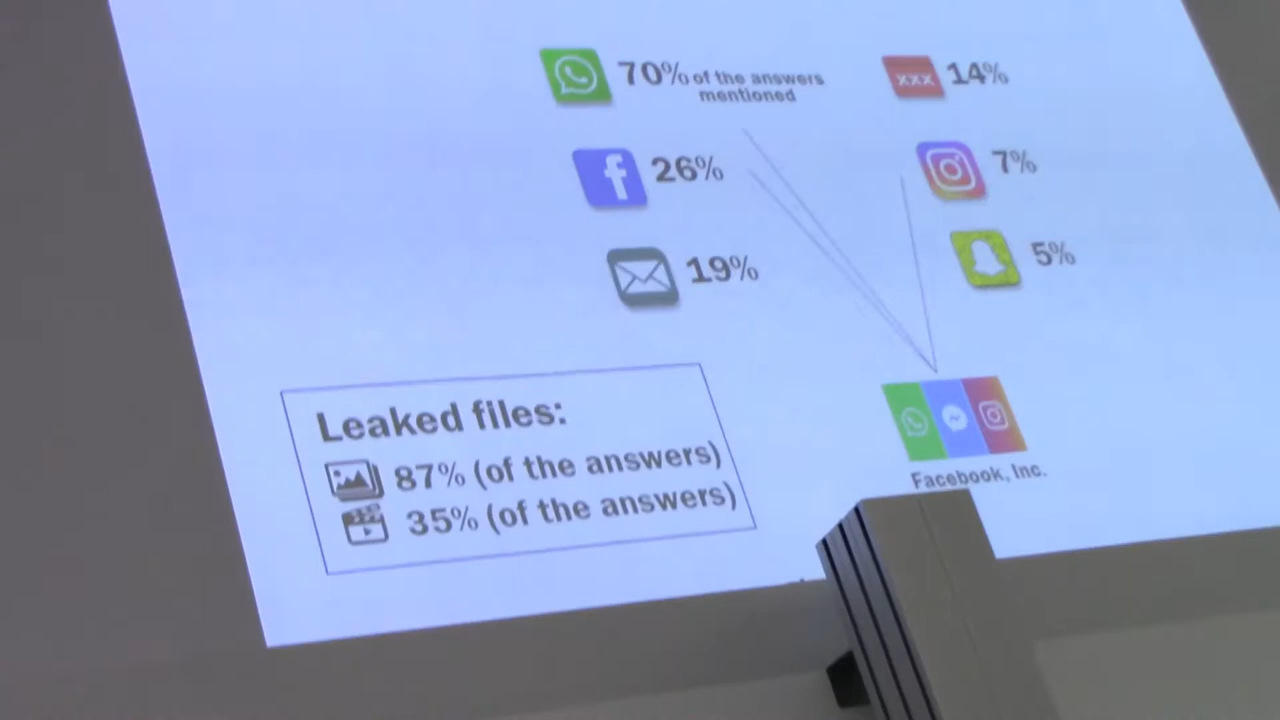 70% of the answers
mentioned
26%
19%
xxx 14%
7%
5%
Facebook, Inc.
Leaked files:
87% (of the answers)
35% (of the answers)